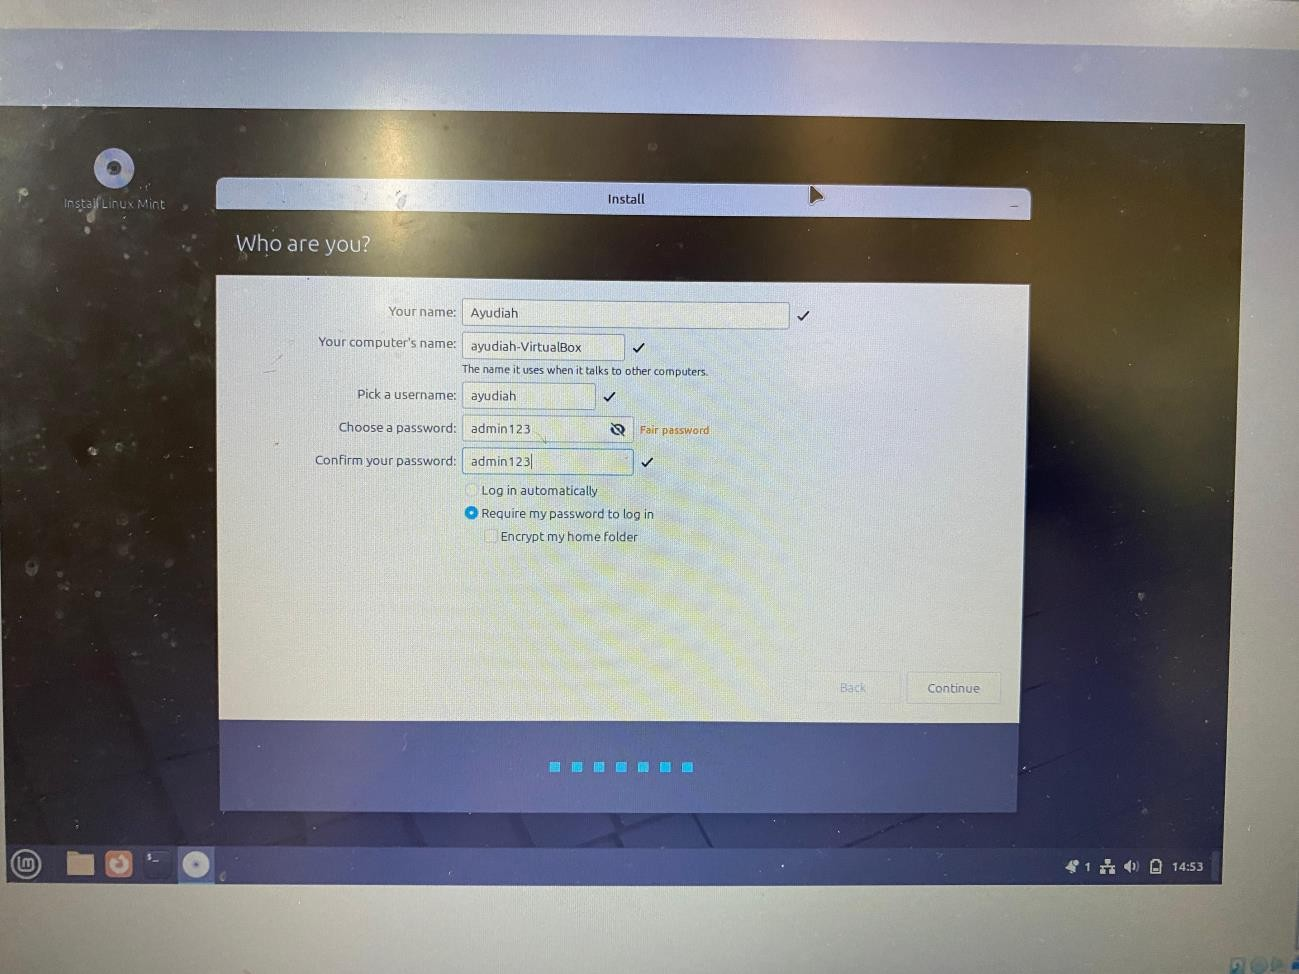 Install Linux Mint
Install
Who are you?
Your name: Ayudiah
Your computer's name: ayudiah-VirtualBox
The name it uses when it talks to other computers.
Pick a username: ayudiah
Choose a password: admin123 Fair password
Confirm your password: admin123
Log in automatically
Require my password to log in
Encrypt my home folder
Back Continue
1 14:53